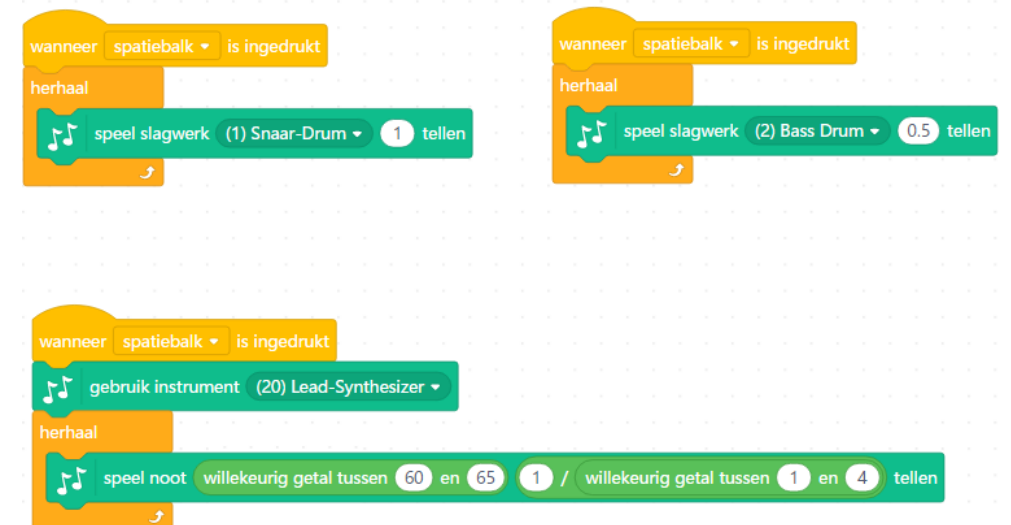 wanneer spatiebalk is ingedrukt
herhaal
speel slagwerk (1) Snaar-Drum 1 tellen
wanneer spatiebalk is ingedrukt
herhaal
speel slagwerk (2) Bass Drum 0.5 tellen
wanneer spatiebalk is ingedrukt
gebruik instrument (20) Lead-Synthesizer
herhaal
speel noot willekeurig getal tussen 60 en 65 1 / willekeurig getal tussen 1 en 4 tellen